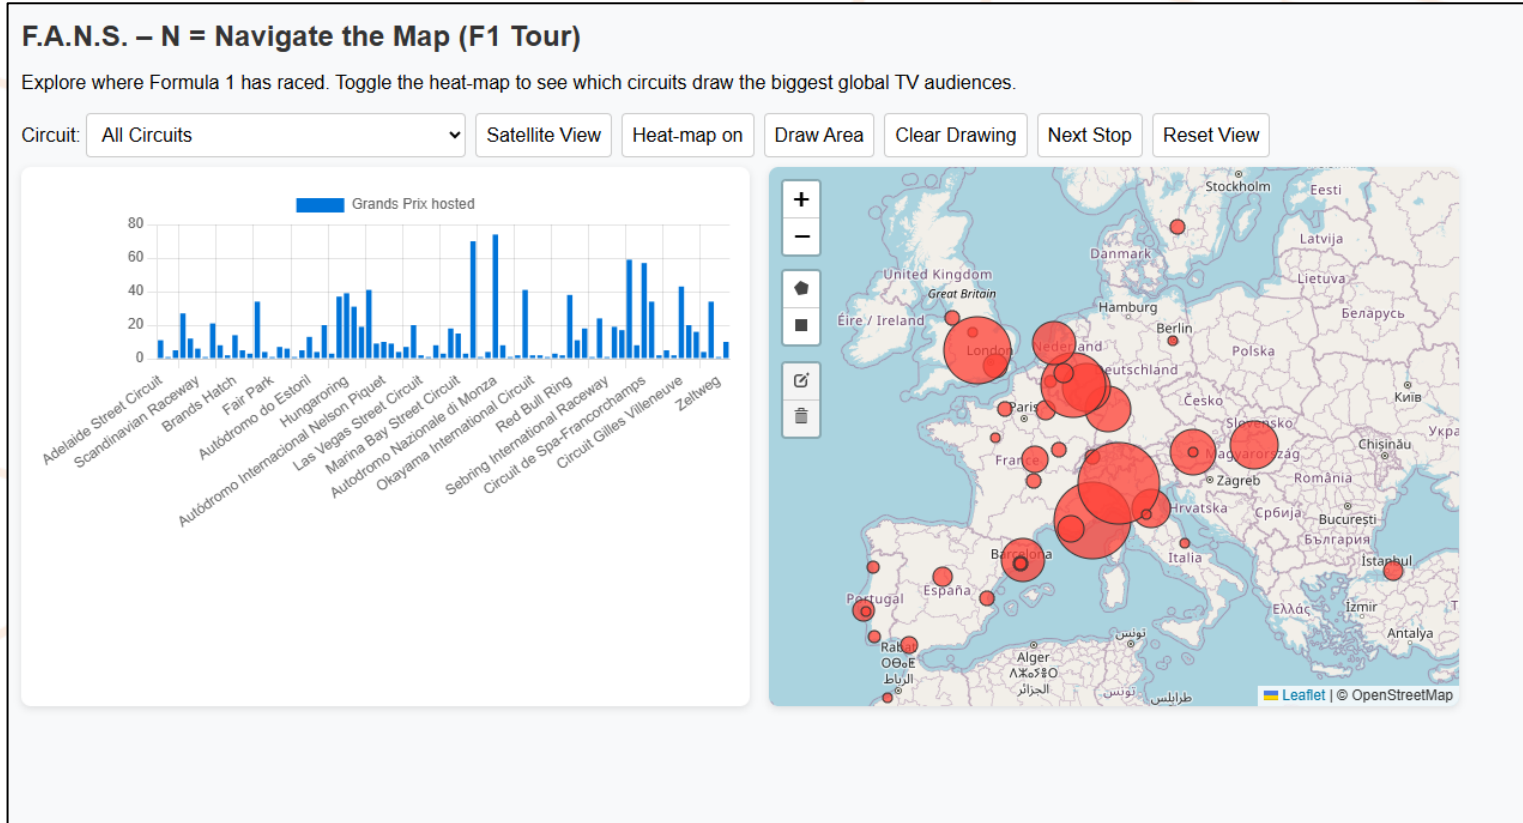 F.A.N.S. – N = Navigate the Map (F1 Tour)
Explore where Formula 1 has raced. Toggle the heat-map to see which circuits draw the biggest global TV audiences.
Circuit: All Circuits Satellite View Heat-map on Draw Area Clear Drawing Next Stop Reset View
Grands Prix hosted
80
60
40
20
0
Adelaide Street Circuit
Scandinavian Raceway
Brands Hatch
Fair Park
Autódromo do Estoril
Hungaroring
Autódromo Internacional Nelson Piquet
Las Vegas Street Circuit
Marina Bay Street Circuit
Autodromo Nazionale di Monza
Okayama International Circuit
Red Bull Ring
Sebring International Raceway
Circuit de Spa-Francorchamps
Circuit Gilles Villeneuve
Zeltweg
+
−
Stockholm
Eesti
Latvija
Danmark
United Kingdom
Lietuva
Great Britain
Hamburg
Беларусь
Éire / Ireland
Berlin
London
Nederland
Polska
eutschland
Česko
Київ
Paris
Slovensko
Укра
Chișinău
France
Magyarország
Zagreb
România
Hrvatska
Србија
București
България
Barcelona
Italia
İstanbul
España
Portugal
Ελλάς
İzmir
T
Antalya
Rabat
تونس
ⵔⴱⴰⵟ
Alger
الرباط
الجزائر
تونس
طرابلس
Leaflet | © OpenStreetMap